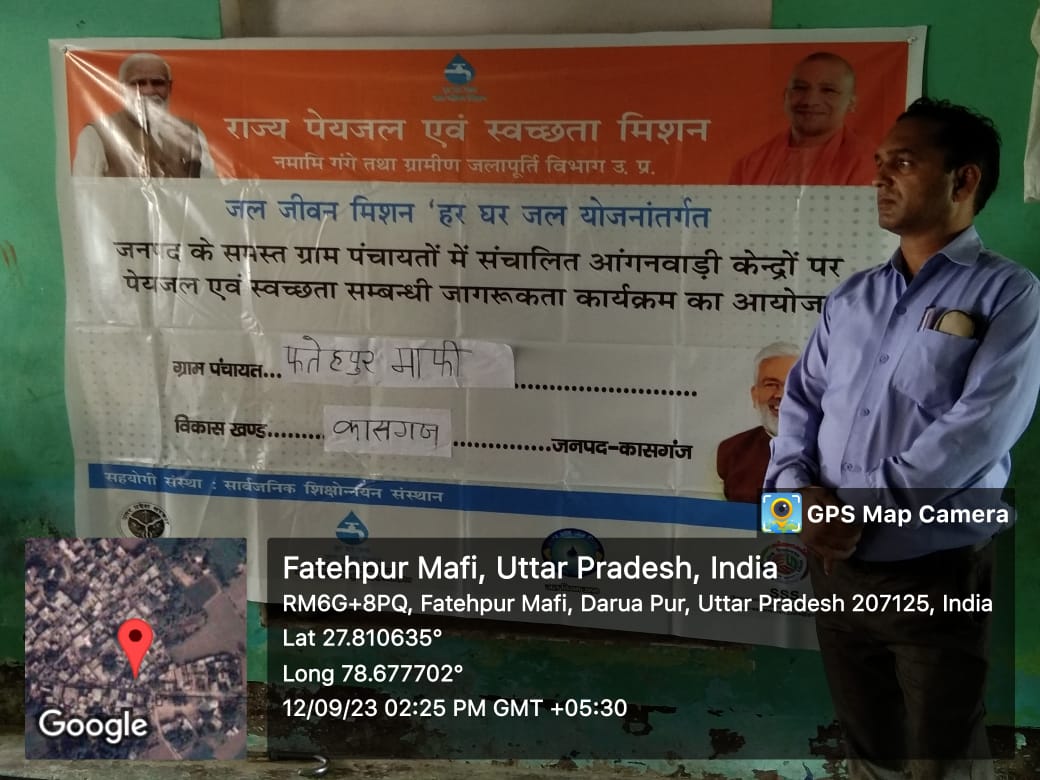 राज्य पेयजल एवं स्वच्छता मिशन
नमामि गंगे तथा ग्रामीण जलापूर्ति विभाग उ. प्र.
जल जीवन मिशन 'हर घर जल योजनांतर्गत
जनपद के समस्त ग्राम पंचायतों में संचालित आंगनवाड़ी केन्द्रों पर
पेयजल एवं स्वच्छता सम्बन्धी जागरूकता कार्यक्रम का आयोज
ग्राम पंचायत... फतेहपुर माफी ........................
विकास खण्ड......... कासगज ...............जनपद-कासगंज
सहयोगी संस्था : सार्वजनिक शिक्षोन्नयन संस्थान
SSS
GPS Map Camera
Fatehpur Mafi, Uttar Pradesh, India
RM6G+8PQ, Fatehpur Mafi, Darua Pur, Uttar Pradesh 207125, India
Lat 27.810635°
Long 78.677702°
12/09/23 02:25 PM GMT +05:30
Google